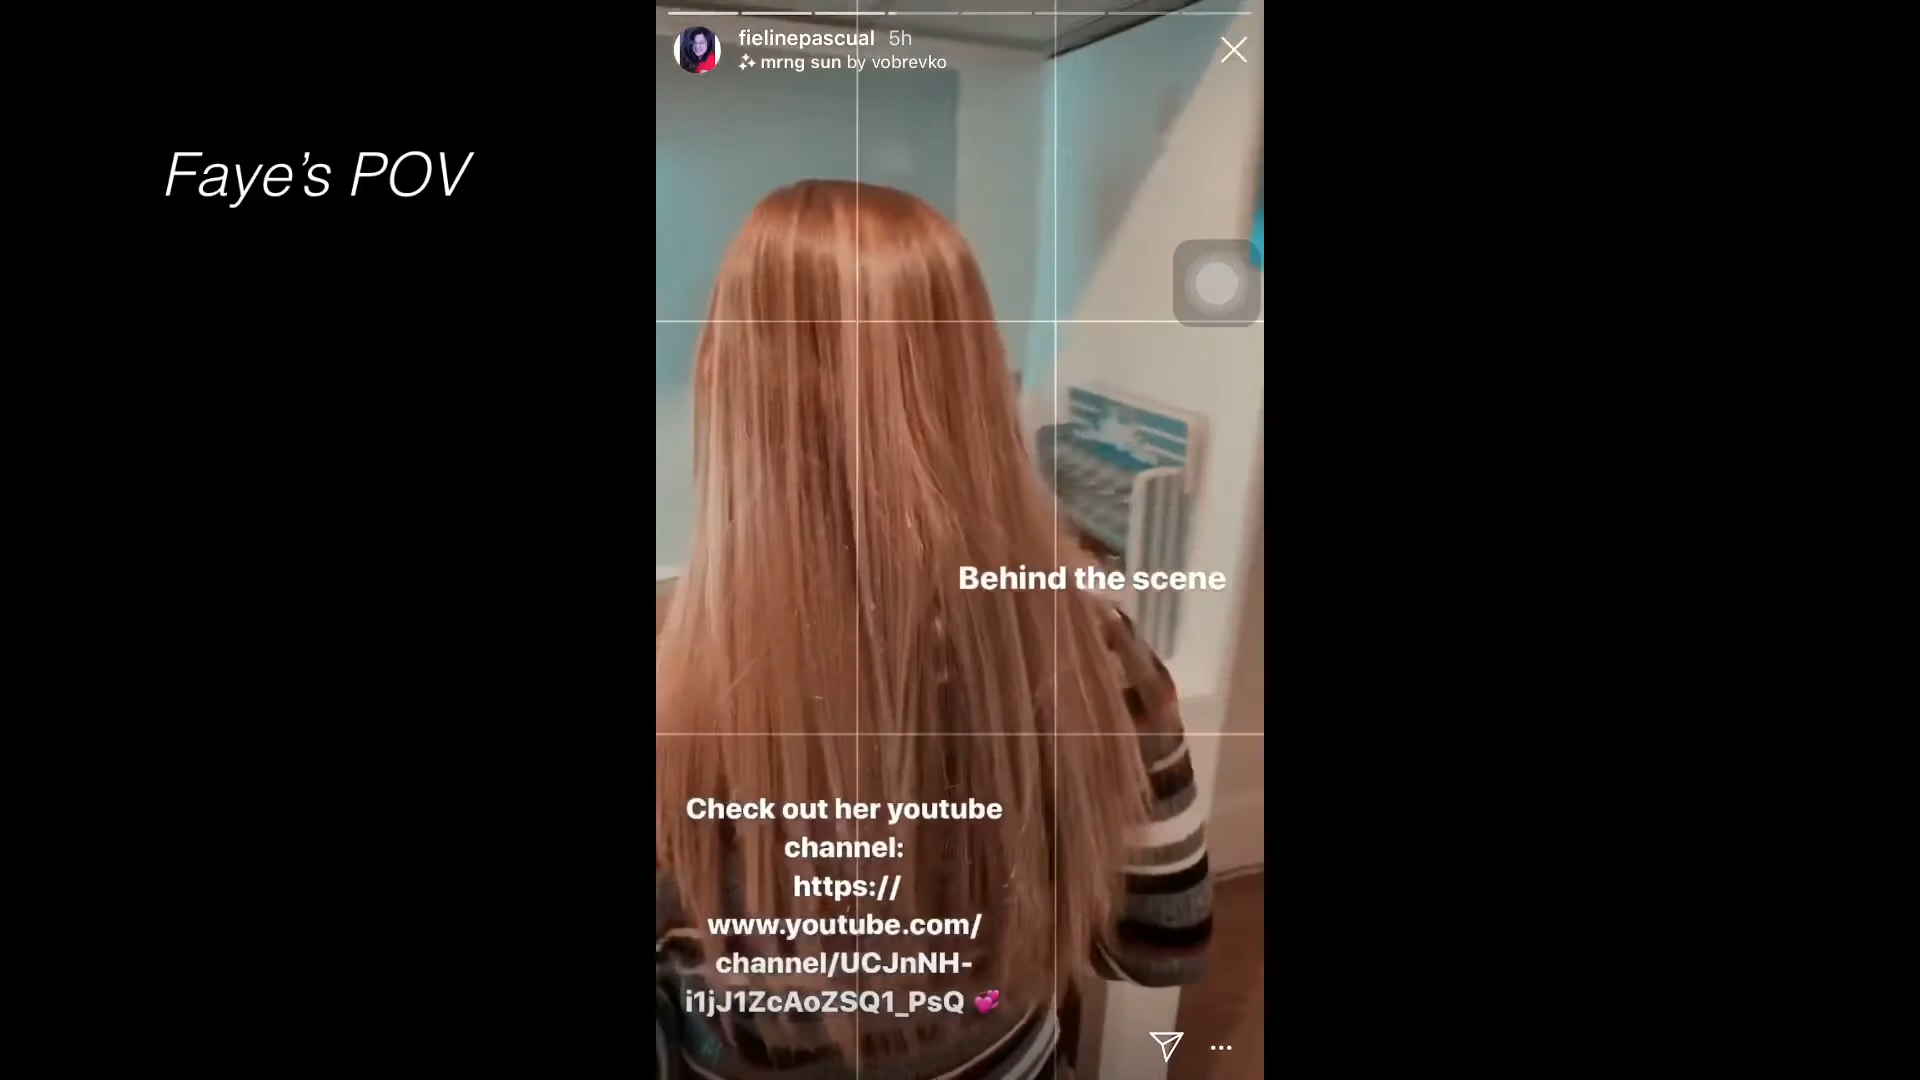 Faye's POV
fielinepascual 5h
mrng sun by vobrevko
Behind the scene
Check out her youtube
channel:
https://
www.youtube.com/
channel/UCJnNH-
i1jJ1ZcAoZSQ1_PsQ 💞